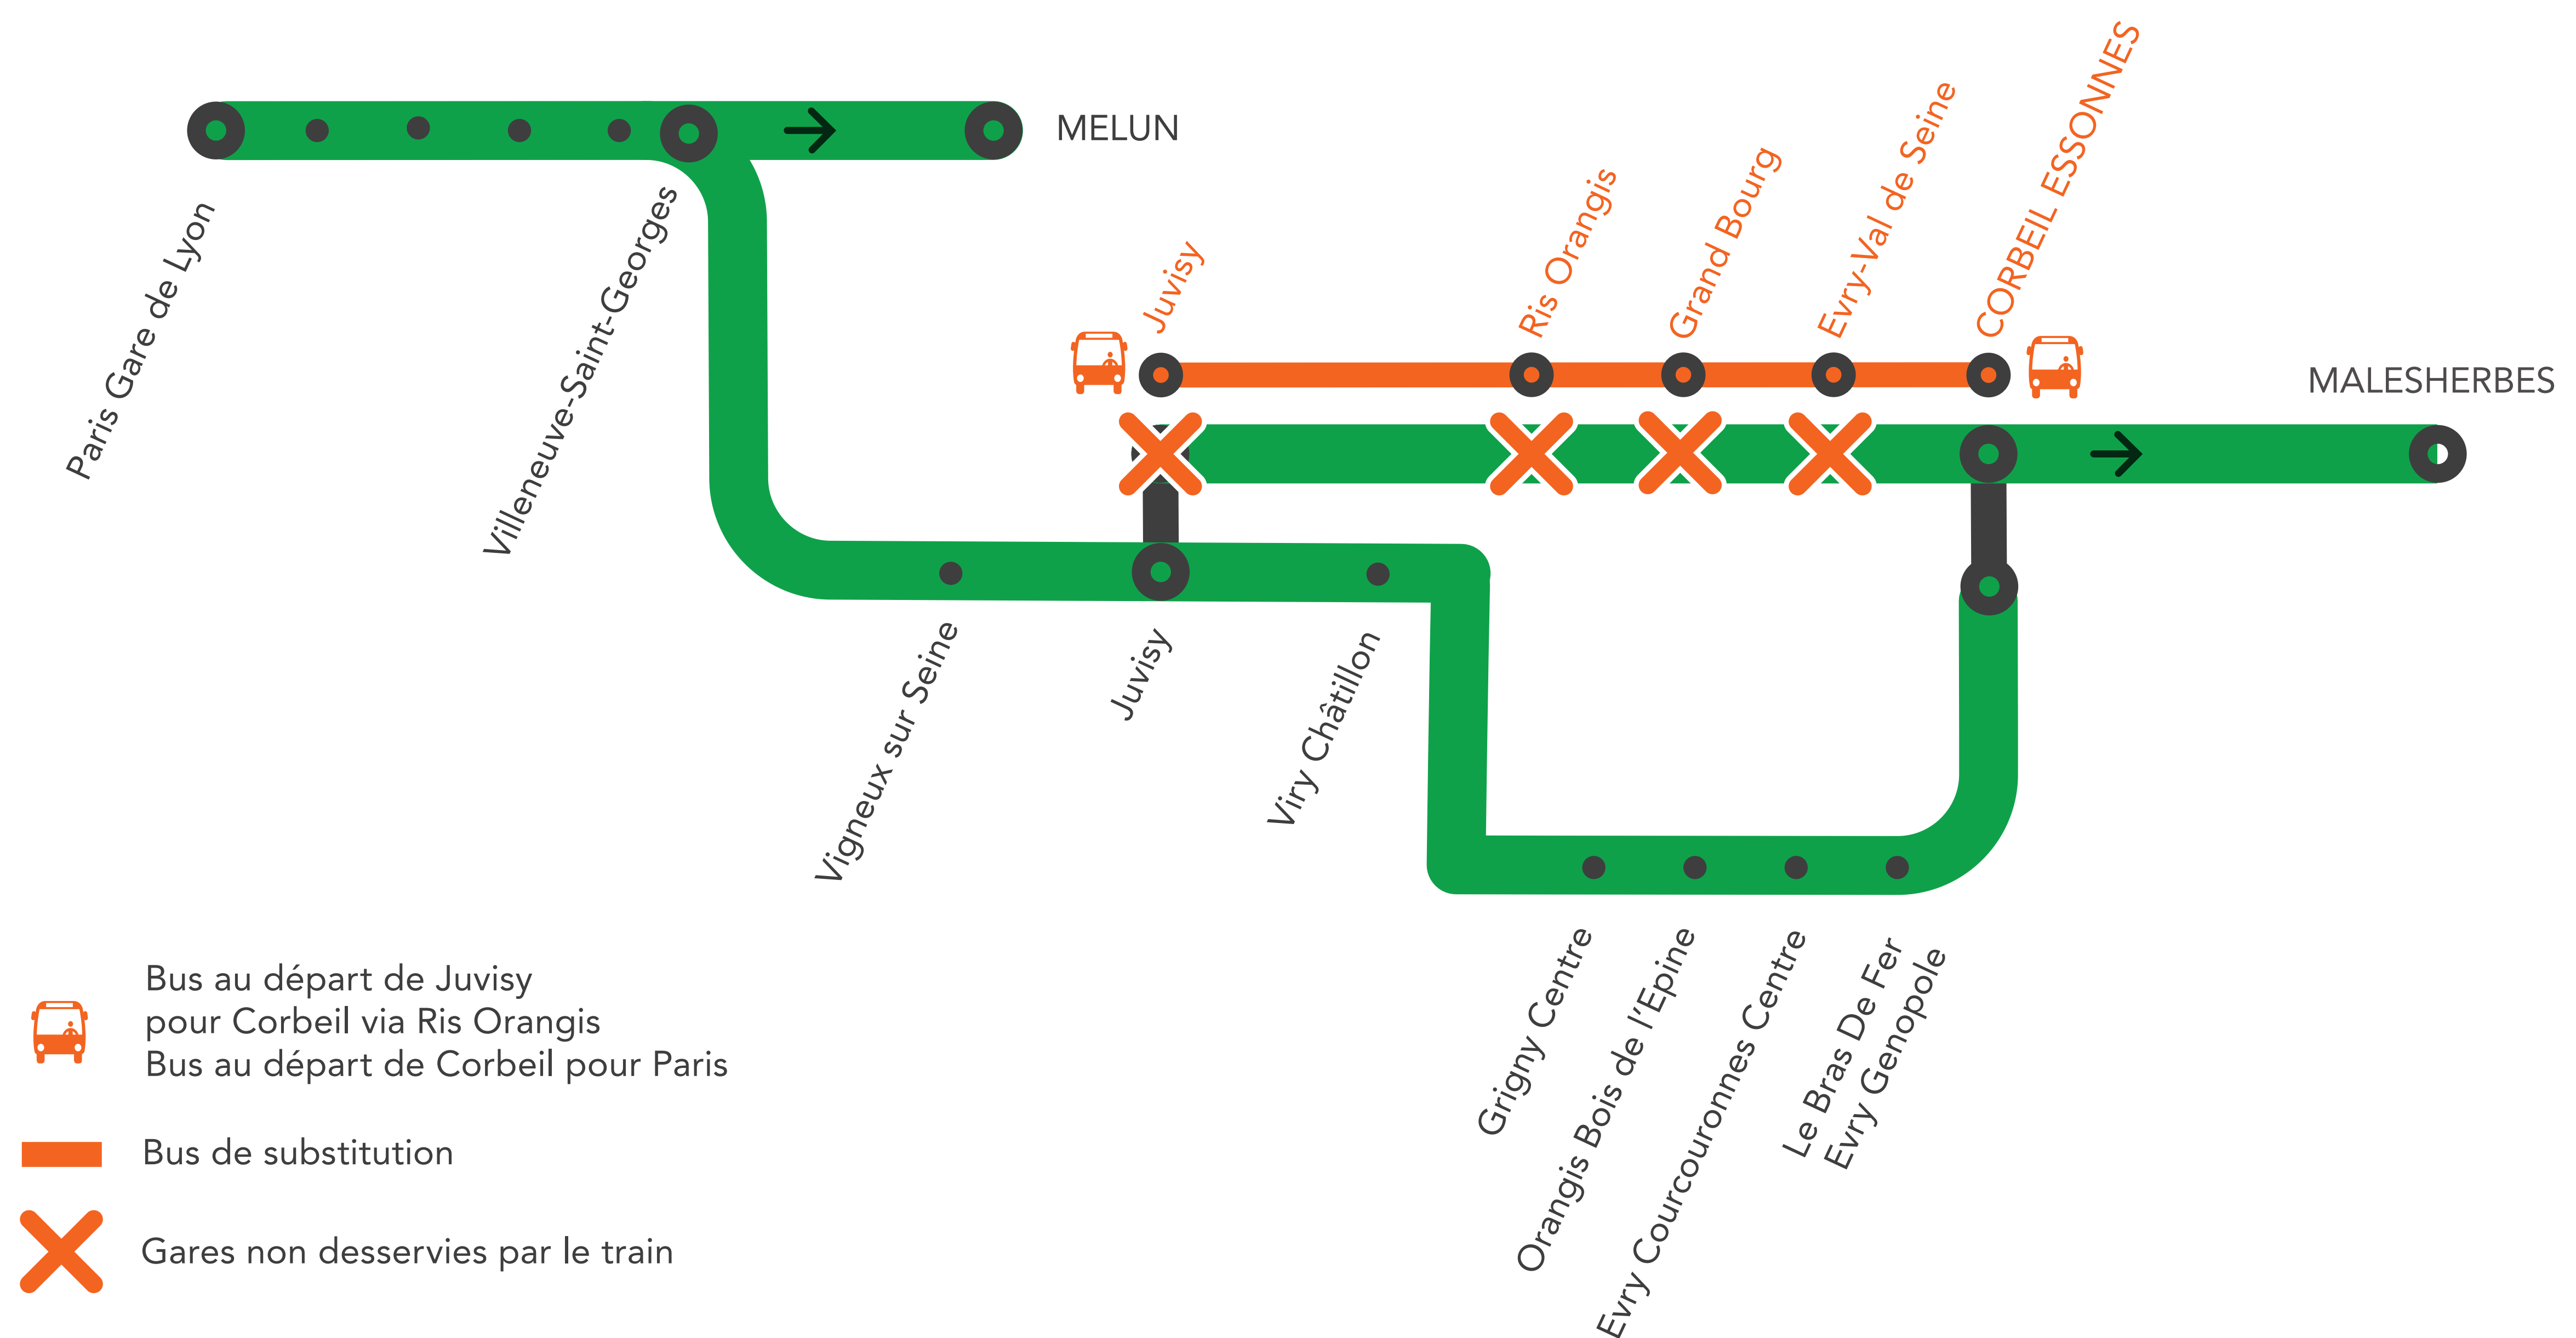 MELUN
Paris Gare de Lyon
Villeneuve-Saint-Georges
Juvisy
Ris Orangis
Grand Bourg
Evry-Val de Seine
CORBEIL ESSONNES
MALESHERBES
Vigneux sur Seine
Juvisy
Viry Châtillon
Grigny Centre
Orangis Bois de l'Epine
Evry Courcouronnes Centre
Le Bras De Fer
Evry Genopole
Bus au départ de Juvisy
pour Corbeil via Ris Orangis
Bus au départ de Corbeil pour Paris
Bus de substitution
Gares non desservies par le train